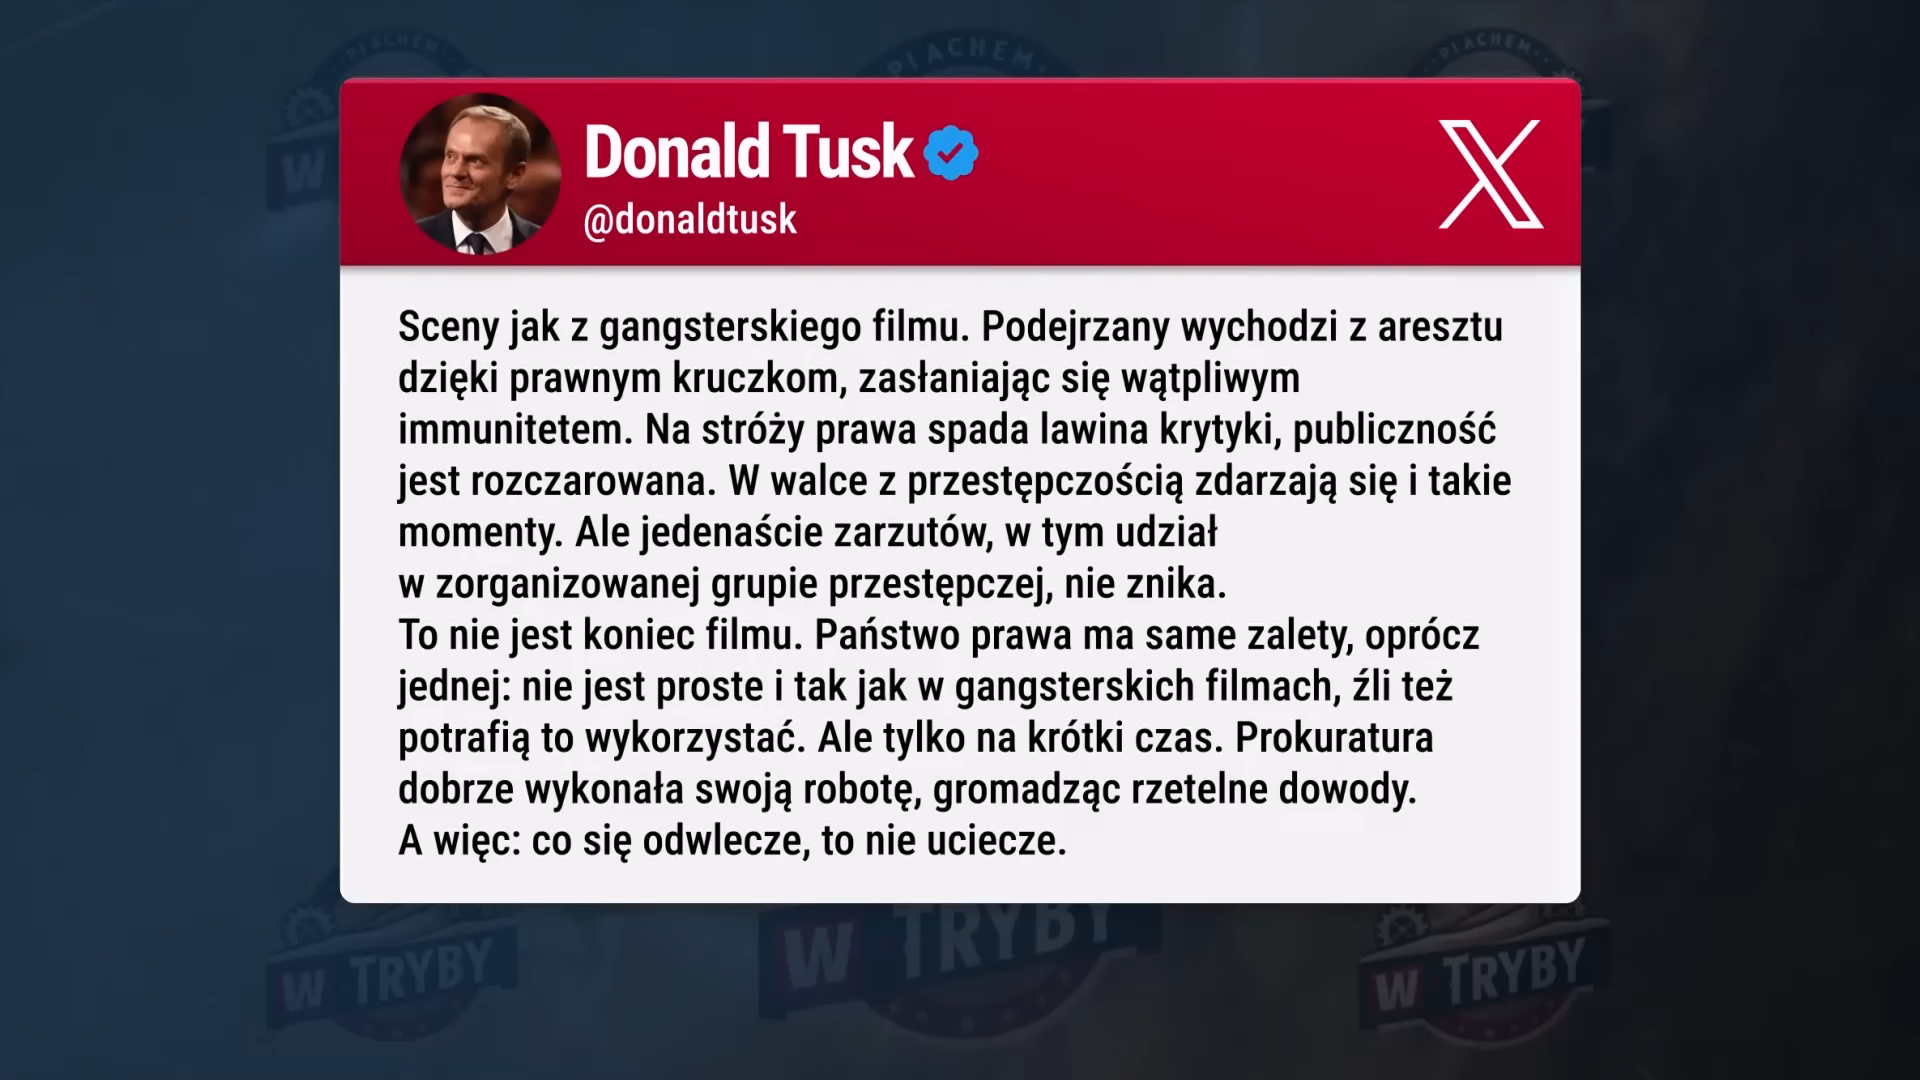 PIACHEM
PIACHEM
PIACHEM
W
Donald Tusk
@donaldtusk
Sceny jak z gangsterskiego filmu. Podejrzany wychodzi z aresztu
dzięki prawnym kruczkom, zasłaniając się wątpliwym
immunitetem. Na stróży prawa spada lawina krytyki, publiczność
jest rozczarowana. W walce z przestępczością zdarzają się i takie
momenty. Ale jedenaście zarzutów, w tym udział
w zorganizowanej grupie przestępczej, nie znika.
To nie jest koniec filmu. Państwo prawa ma same zalety, oprócz
jednej: nie jest proste i tak jak w gangsterskich filmach, źli też
potrafią to wykorzystać. Ale tylko na krótki czas. Prokuratura
dobrze wykonała swoją robotę, gromadząc rzetelne dowody.
A więc: co się odwlecze, to nie uciecze.
W TRYBY
W TRYBY
W TRYBY